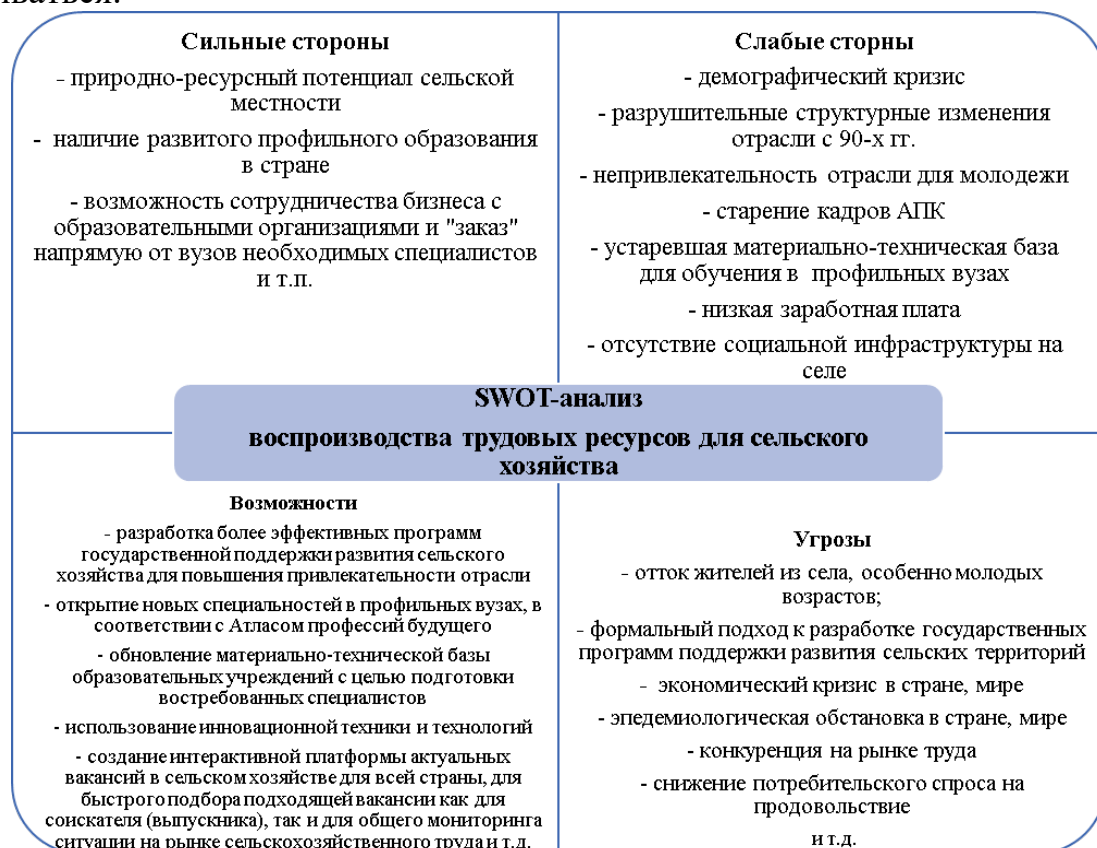 Сильные стороны
- природно-ресурсный потенциал сельской
местности
- наличие развитого профильного образования
в стране
- возможность сотрудничества бизнеса с
образовательными организациями и "заказ"
напрямую от вузов необходимых специалистов
и т.п.
Слабые сторны
- демографический кризис
- разрушительные структурные изменения
отрасли с 90-х гг.
- непривлекательность отрасли для молодежи
- старение кадров АПК
- устаревшая материально-техническая база
для обучения в профильных вузах
- низкая заработная плата
- отсутствие социальной инфраструктуры на
селе
SWOT-анализ
воспроизводства трудовых ресурсов для сельского
хозяйства
Возможности
- разработка более эффективных программ
государственной поддержки развития сельского
хозяйства для повышения привлекательности отрасли
- открытие новых специальностей в профильных вузах, в
соответствии с Атласом профессий будущего
- обновление материально-технической базы
образовательных учреждений с целью подготовки
востребованных специалистов
- использование инновационной техники и технологий
- создание интерактивной платформы актуальных
вакансий в сельском хозяйстве для всей страны, для
быстрого подбора подходящей вакансии как для
соискателя (выпускника), так и для общего мониторинга
ситуации на рынке сельскохозяйственного труда и т.д.
Угрозы
- отток жителей из села, особенно молодых
возрастов;
- формальный подход к разработке государственных
программ поддержки развития сельских территорий
- экономический кризис в стране, мире
- эпедемиологическая обстановка в стране, мире
- конкуренция на рынке труда
- снижение потребительского спроса на
продовольствие
и т.д.